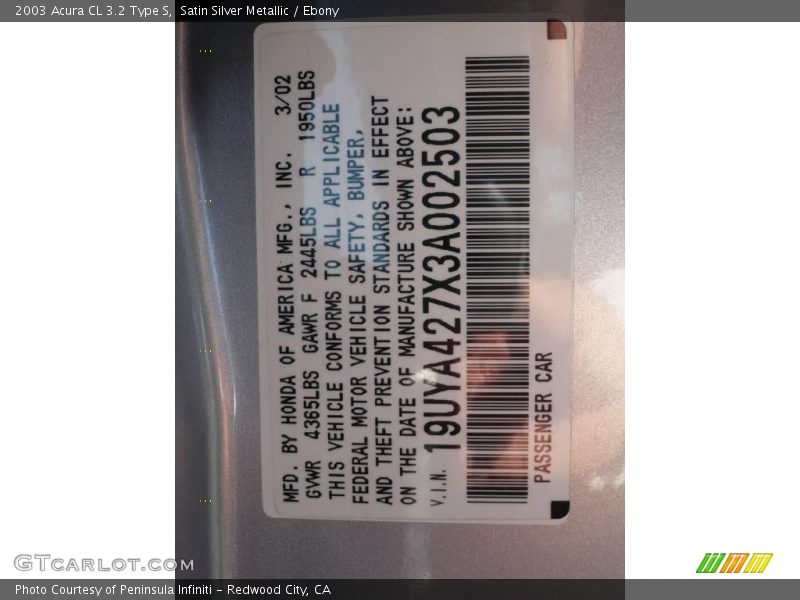 2003 Acura CL 3.2 Type S, Satin Silver Metallic / Ebony
MFD. BY HONDA OF AMERICA MFG., INC. 3/02
GVWR 4365LBS GAWR F 2445LBS R 1950LBS
THIS VEHICLE CONFORMS TO ALL APPLICABLE
FEDERAL MOTOR VEHICLE SAFETY, BUMPER,
AND THEFT PREVENTION STANDARDS IN EFFECT
ON THE DATE OF MANUFACTURE SHOWN ABOVE:
V.I.N. 19UYA427X3A002503
PASSENGER CAR
GTcarlot.com
Photo Courtesy of Peninsula Infiniti - Redwood City, CA